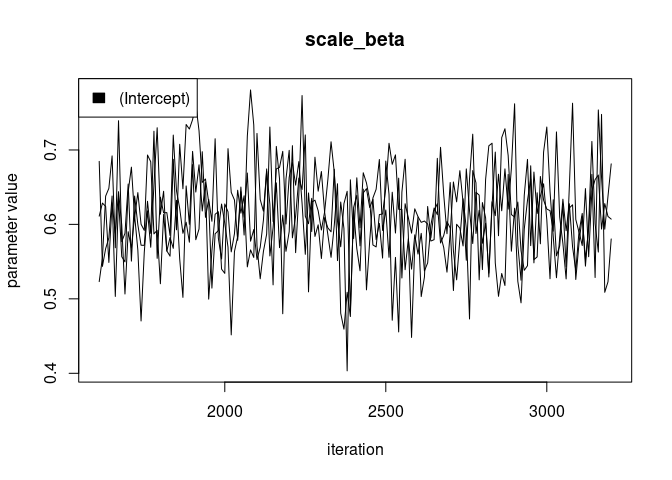 scale_beta
(Intercept)
parameter value
0.7
0.6
0.5
0.4
2000 2500 3000
iteration